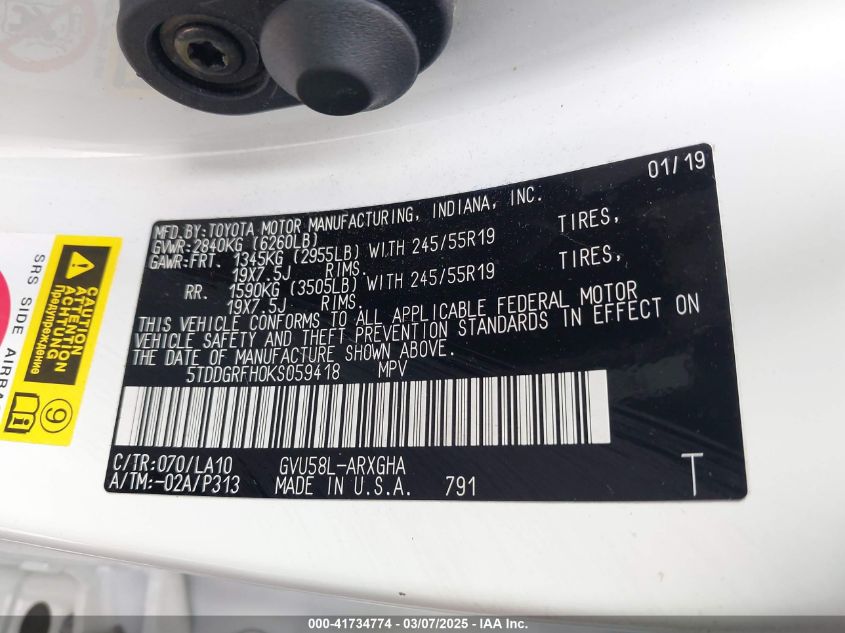 01/19
MFD. BY: TOYOTA MOTOR MANUFACTURING, INDIANA, INC.
GVWR: 2840KG (6260LB)
GAWR: FRT. 1345KG (2955LB) WITH 245/55R19 TIRES,
19X7.5J RIMS.
RR. 1590KG (3505LB) WITH 245/55R19 TIRES,
19X7.5J RIMS.
THIS VEHICLE CONFORMS TO ALL APPLICABLE FEDERAL MOTOR
VEHICLE SAFETY AND THEFT PREVENTION STANDARDS IN EFFECT ON
THE DATE OF MANUFACTURE SHOWN ABOVE.
5TDDGRFH0KS059418 MPV
C/TR: 070/LA10 GVU58L-ARXGHA
A/TM: -02A/P313 MADE IN U.S.A. 791 T
SRS SIDE
CAUTION
ATTENTION
ACHTUNG
Предупреждение
9
000-41734774 — 03/07/2025 — IAA Inc.